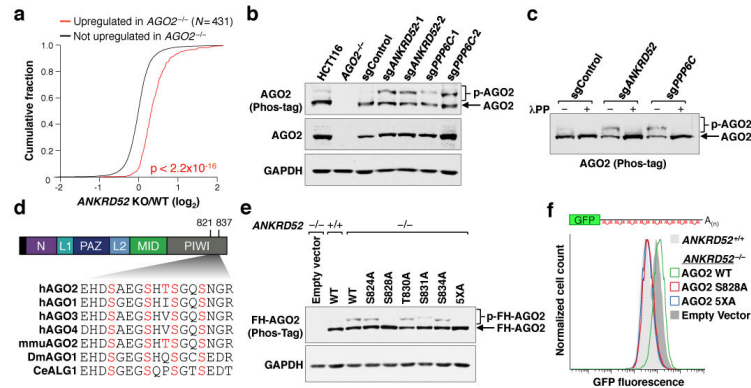 a
Upregulated in AGO2–/– (N=431)
Not upregulated in AGO2–/–
Cumulative fraction
1.0
0.8
0.6
0.4
0.2
0.0
p < 2.2x10-16
-2 -1 0 1 2
ANKRD52 KO/WT (log2)
b
HCT116
AGO2–/–
sgControl
sgANKRD52-1
sgANKRD52-2
sgPPP6C-1
sgPPP6C-2
AGO2
(Phos-tag)
p-AGO2
AGO2
AGO2
GAPDH
c
sgControl
sgANKRD52
sgPPP6C
λPP – + – + – +
p-AGO2
AGO2
AGO2 (Phos-tag)
d
821 837
N L1 PAZ L2 MID PIWI
hAGO2 EHDSAEGSHTSGQSNGR
hAGO1 EHDSGEGSHISGQSNGR
hAGO3 EHDSAEGSHVSGQSNGR
hAGO4 EHDSAEGSHVSGQSNGR
mmuAGO2 EHDSAEGSHTSGQSNGR
DmAGO1 EHDSGEGSHQSGCSEDR
CeALG1 EHDSGEGSQPSGTSEDT
e
ANKRD52 –/– +/+ –/–
Empty vector
WT
WT
S824A
S828A
T830A
S831A
S834A
5XA
FH-AGO2
(Phos-Tag)
p-FH-AGO2
FH-AGO2
GAPDH
f
GFP
A(n)
ANKRD52+/+
ANKRD52–/–
AGO2 WT
AGO2 S828A
AGO2 5XA
Empty Vector
Normalized cell count
GFP fluorescence